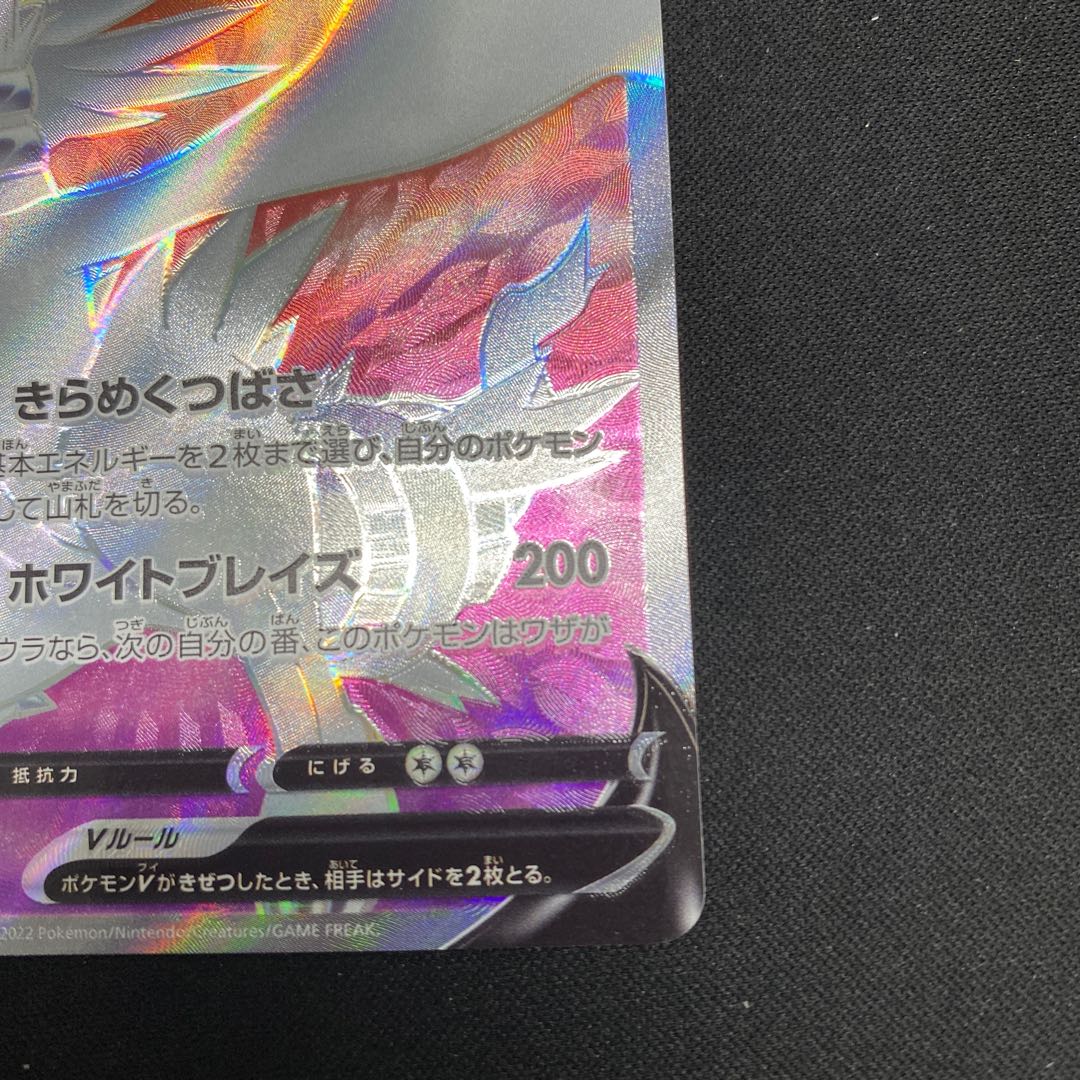 きらめくつばさ
基本エネルギーを2枚まで選び、自分のポケモン
して山札を切る。
ホワイトブレイズ 200
ウラなら、次の自分の番、このポケモンはワザが
抵抗力 にげる
Vルール
ポケモンVがきぜつしたとき、相手はサイドを2枚とる。
2022 Pokémon/Nintendo/Creatures/GAME FREAK.